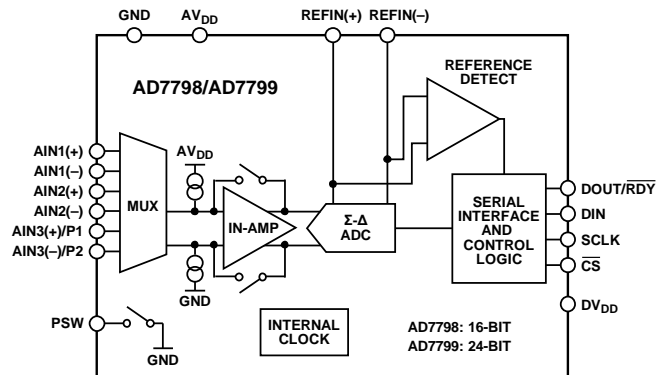 GND
AVDD
REFIN(+)
REFIN(–)
REFERENCE
DETECT
AD7798/AD7799
AIN1(+)
AIN1(–)
AIN2(+)
AIN2(–)
AIN3(+)/P1
AIN3(–)/P2
MUX
AVDD
IN-AMP
GND
Σ-Δ
ADC
SERIAL
INTERFACE
AND
CONTROL
LOGIC
DOUT/RDY
DIN
SCLK
CS
DVDD
PSW
GND
INTERNAL
CLOCK
AD7798: 16-BIT
AD7799: 24-BIT